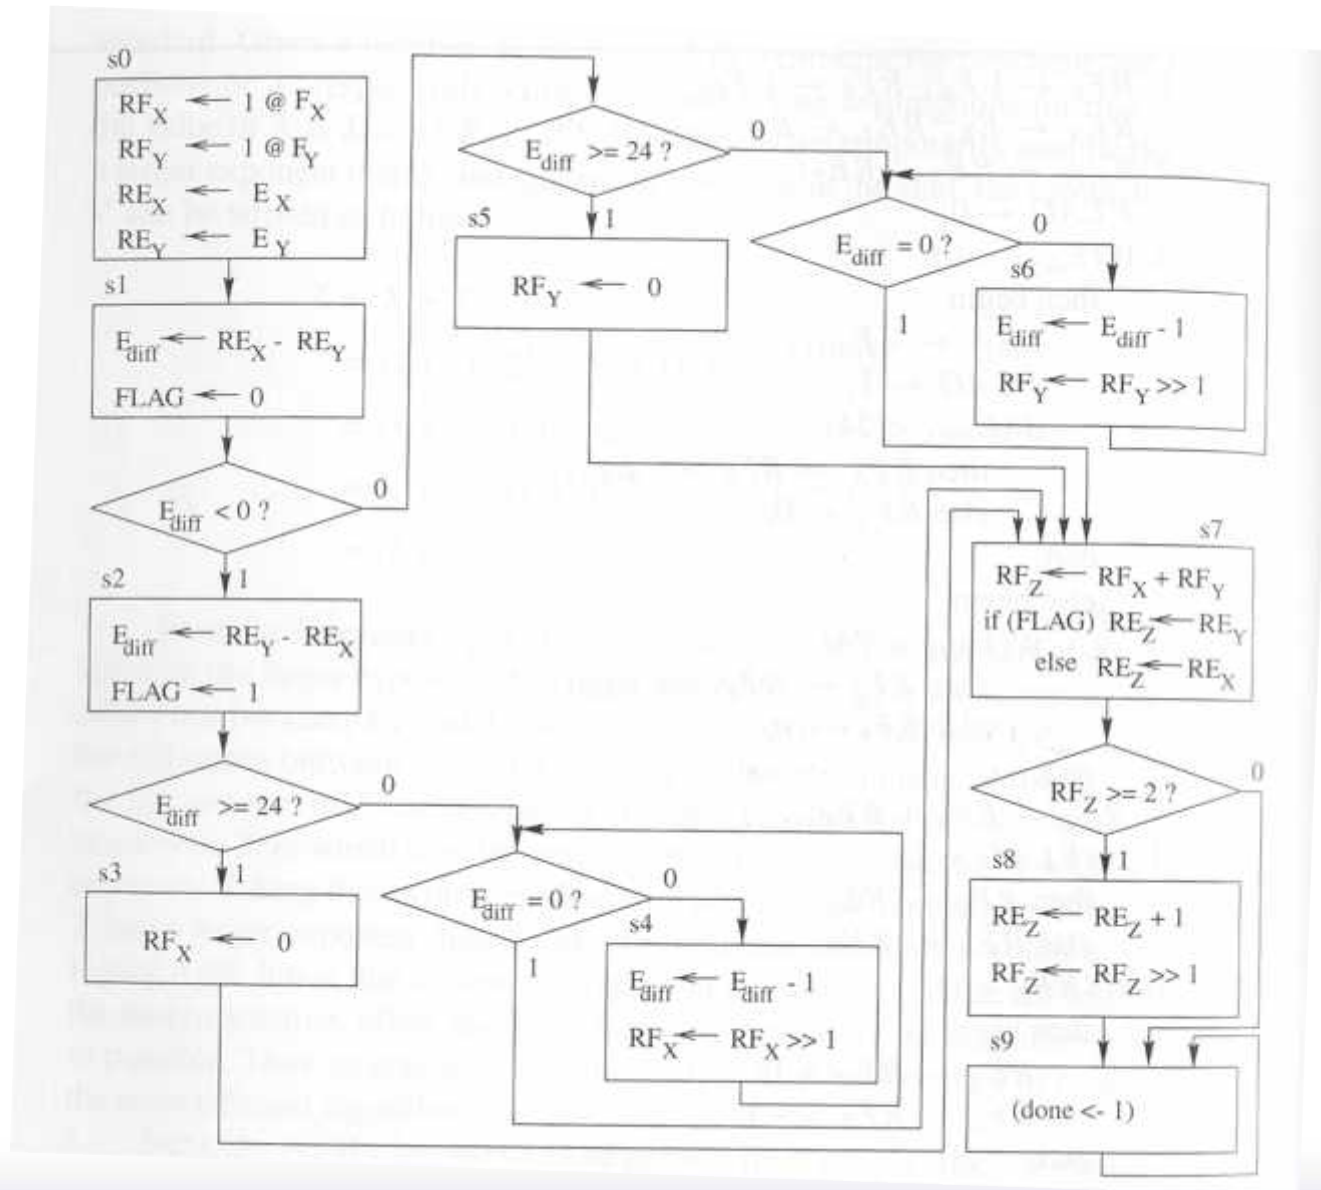 s0
RF_X ← 1 @ F_X
RF_Y ← 1 @ F_Y
RE_X ← E_X
RE_Y ← E_Y
s1
E_diff ← RE_X - RE_Y
FLAG ← 0
E_diff < 0 ?
0
1
s2
E_diff ← RE_Y - RE_X
FLAG ← 1
E_diff >= 24 ?
0
1
s3
RF_X ← 0
E_diff = 0 ?
0
1
s4
E_diff ← E_diff - 1
RF_X ← RF_X >> 1
E_diff >= 24 ?
0
1
s5
RF_Y ← 0
E_diff = 0 ?
0
1
s6
E_diff ← E_diff - 1
RF_Y ← RF_Y >> 1
s7
RF_Z ← RF_X + RF_Y
if (FLAG) RE_Z ← RE_Y
else RE_Z ← RE_X
RF_Z >= 2 ?
0
1
s8
RE_Z ← RE_Z + 1
RF_Z ← RF_Z >> 1
s9
(done <- 1)